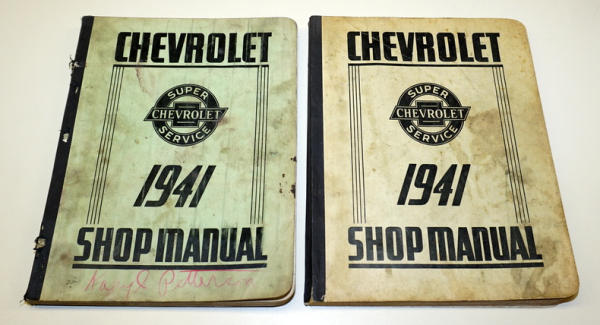 CHEVROLET
SUPER
CHEVROLET
SERVICE
1941
SHOP MANUAL
CHEVROLET
SUPER
CHEVROLET
SERVICE
1941
SHOP MANUAL